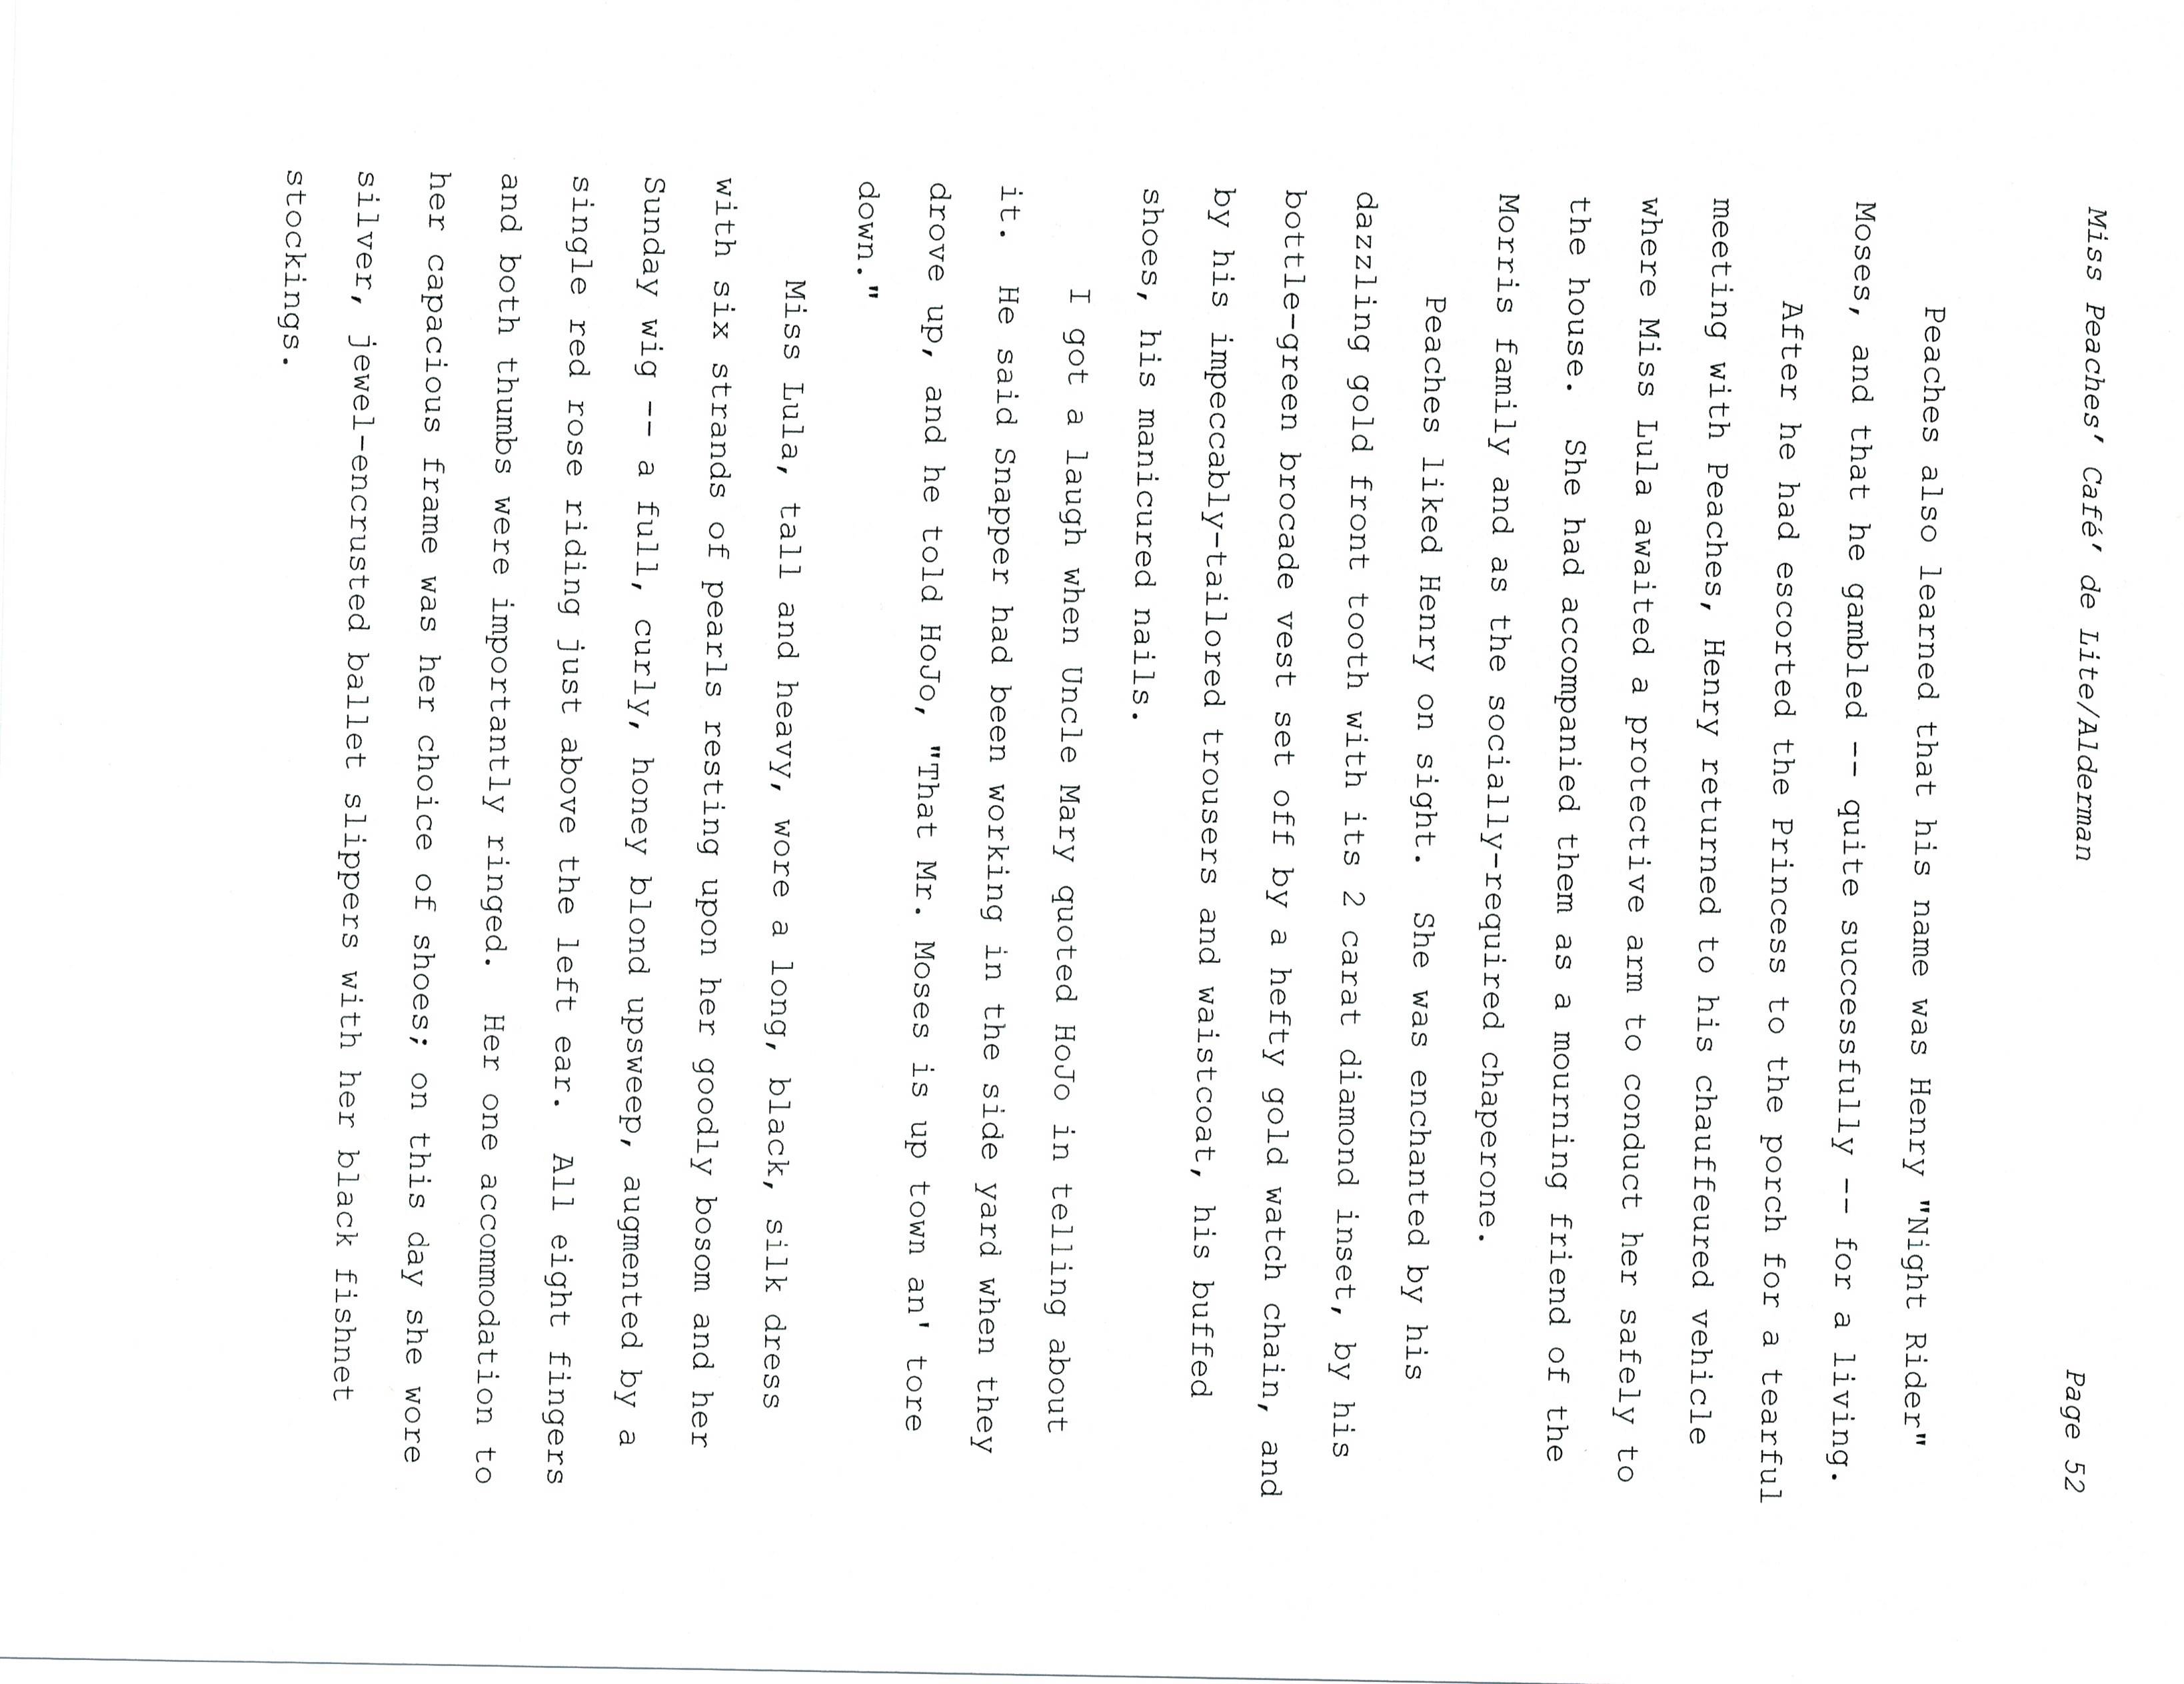 Miss Peaches' Café' de Lite/Alderman Page 52
Peaches also learned that his name was Henry "Night Rider"
Moses, and that he gambled -- quite successfully -- for a living.
After he had escorted the Princess to the porch for a tearful
meeting with Peaches, Henry returned to his chauffeured vehicle
where Miss Lula awaited a protective arm to conduct her safely to
the house.  She had accompanied them as a mourning friend of the
Morris family and as the socially-required chaperone.
Peaches liked Henry on sight.  She was enchanted by his
dazzling gold front tooth with its 2 carat diamond inset, by his
bottle-green brocade vest set off by a hefty gold watch chain, and
by his impeccably-tailored trousers and waistcoat, his buffed
shoes, his manicured nails.
I got a laugh when Uncle Mary quoted HoJo in telling about
it.  He said Snapper had been working in the side yard when they
drove up, and he told HoJo, "That Mr. Moses is up town an' tore
down."
Miss Lula, tall and heavy, wore a long, black, silk dress
with six strands of pearls resting upon her goodly bosom and her
Sunday wig -- a full, curly, honey blond upsweep, augmented by a
single red rose riding just above the left ear.  All eight fingers
and both thumbs were importantly ringed.  Her one accommodation to
her capacious frame was her choice of shoes; on this day she wore
silver, jewel-encrusted ballet slippers with her black fishnet
stockings.